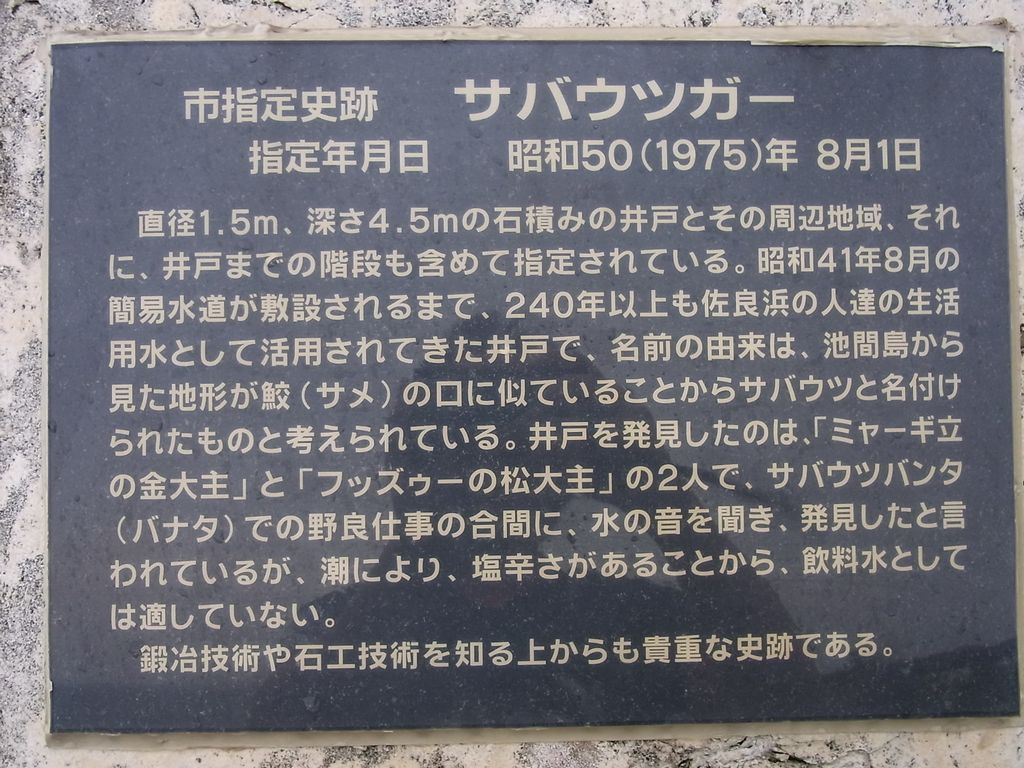 市指定史跡 サバウツガー
指定年月日 昭和50(1975)年 8月1日
直径1.5m、深さ4.5mの石積みの井戸とその周辺地域、それ
に、井戸までの階段も含めて指定されている。昭和41年8月の
簡易水道が敷設されるまで、240年以上も佐良浜の人達の生活
用水として活用されてきた井戸で、名前の由来は、池間島から
見た地形が鮫(サメ)の口に似ていることからサバウツと名付け
られたものと考えられている。井戸を発見したのは、「ミャーギ立
の金大主」と「フッズゥーの松大主」の2人で、サバウツバンタ
(バナタ)での野良仕事の合間に、水の音を聞き、発見したと言
われているが、潮により、塩辛さがあることから、飲料水として
は適していない。
鍛冶技術や石工技術を知る上からも貴重な史跡である。